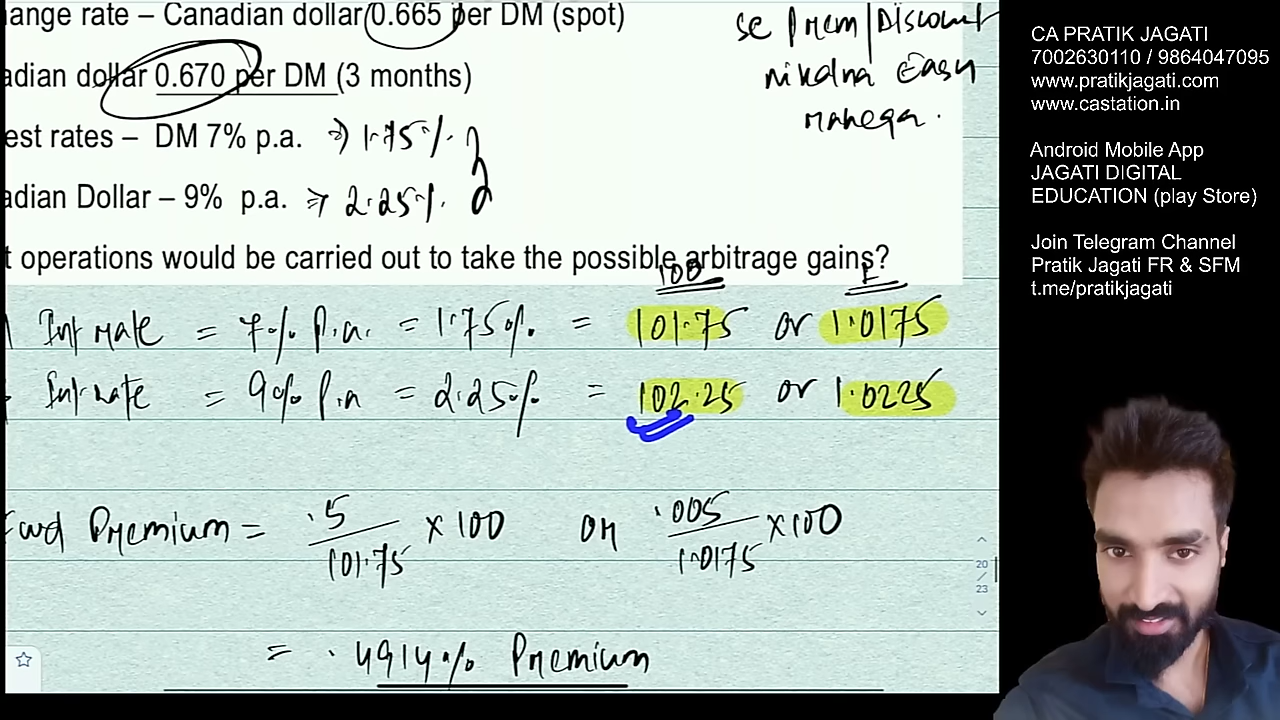 ange rate – Canadian dollar 0.665 per DM (spot)
adian dollar 0.670 per DM (3 months)
est rates – DM 7% p.a. ⇒ 1.75%
adian Dollar – 9% p.a. ⇒ 2.25%
t operations would be carried out to take the possible arbitrage gains?
se Prem/Discount
nikalna Easy
rahega.
100 1
Int rate = 7% P.a. = 1.75% = 101.75 or 1.0175
Int rate = 9% P.a = 2.25% = 102.25 or 1.0225
Fwd Premium = .5/101.75 × 100 or .005/1.0175 × 100
= .4914% Premium
20
/
23
CA PRATIK JAGATI
7002630110 / 9864047095
www.pratikjagati.com
www.castation.in
Android Mobile App
JAGATI DIGITAL
EDUCATION (play Store)
Join Telegram Channel
Pratik Jagati FR & SFM
t.me/pratikjagati